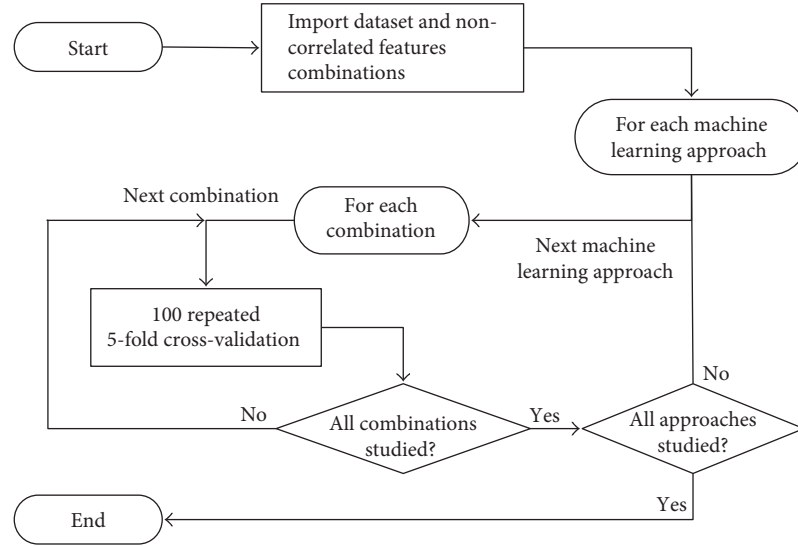 Start
Import dataset and non-
correlated features
combinations
For each machine
learning approach
Next combination
For each
combination
Next machine
learning approach
100 repeated
5-fold cross-validation
No
No
All combinations
studied?
Yes
All approaches
studied?
Yes
End